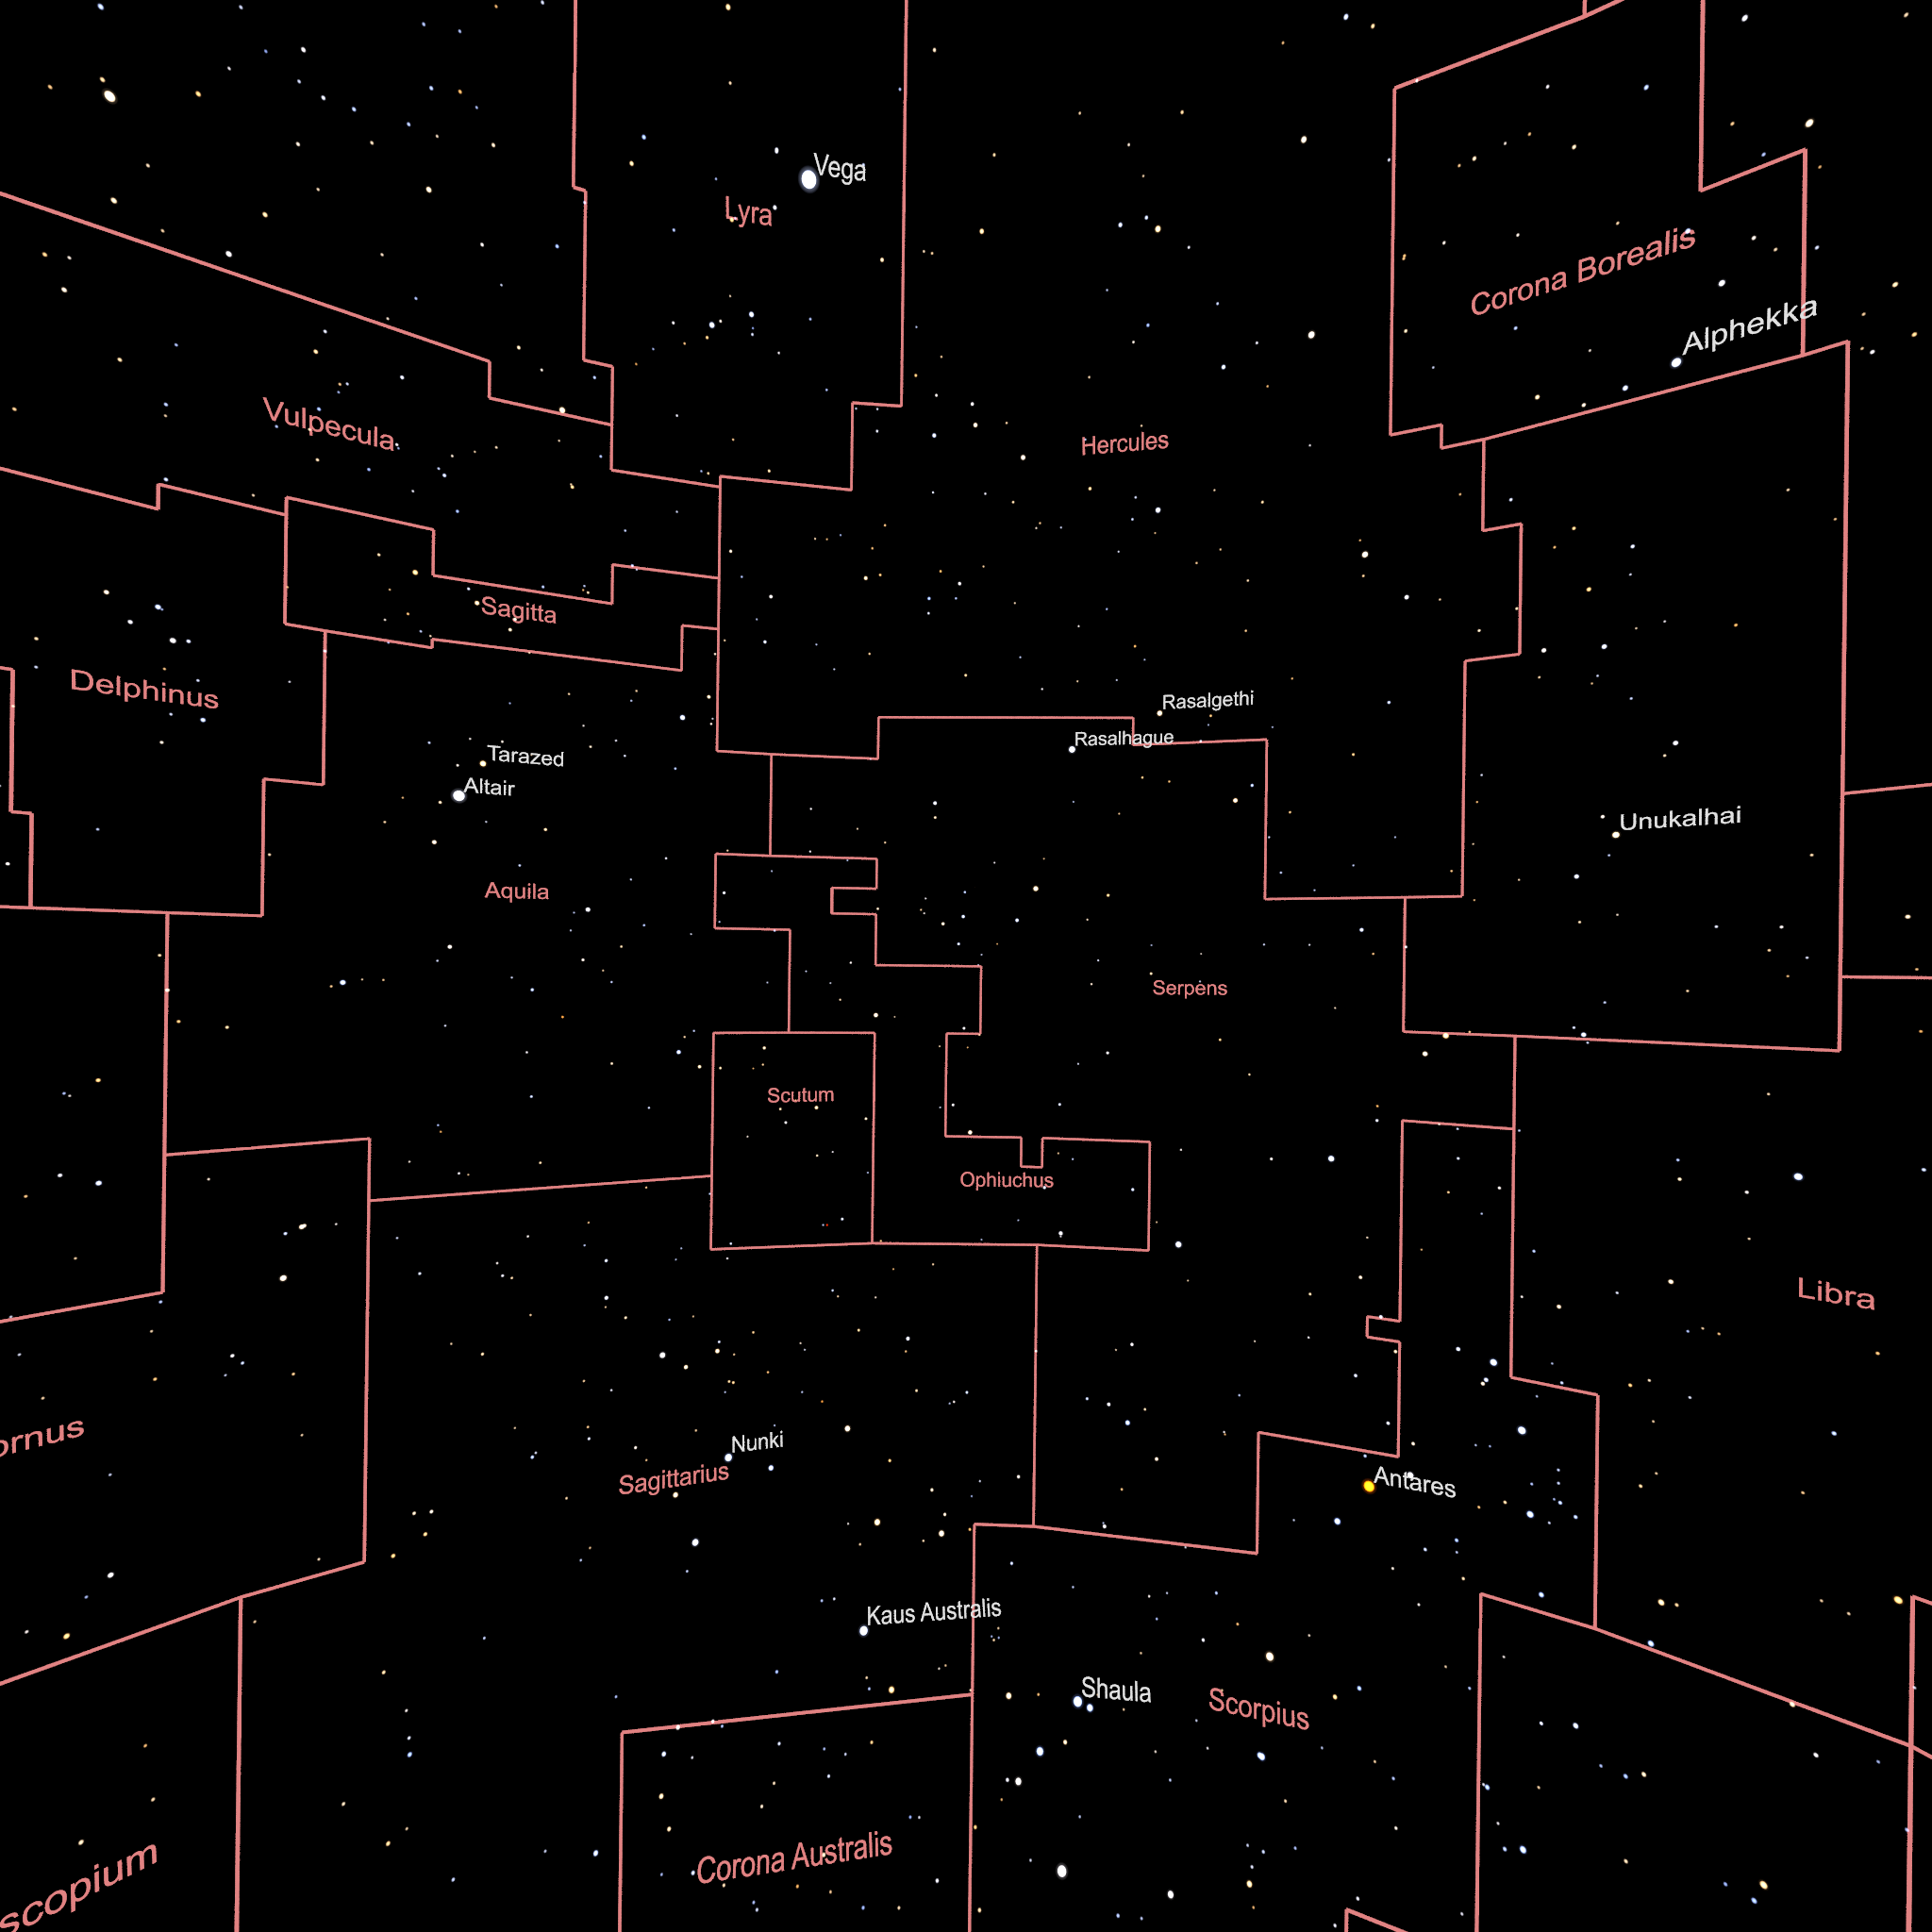 Vega
Lyra
Corona Borealis
Alphekka
Vulpecula
Hercules
Sagitta
Delphinus
Rasalgethi
Rasalhague
Tarazed
Altair
Unukalhai
Aquila
Serpens
Scutum
Ophiuchus
Libra
ornus
Nunki
Sagittarius
Antares
Kaus Australis
Shaula
Scorpius
Corona Australis
scopium